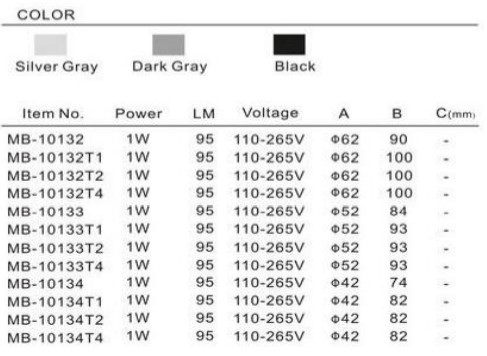 COLOR
Silver Gray Dark Gray Black
Item No. Power LM Voltage A B C(mm)
MB-10132 1W 95 110-265V Φ62 90 -
MB-10132T1 1W 95 110-265V Φ62 100 -
MB-10132T2 1W 95 110-265V Φ62 100 -
MB-10132T4 1W 95 110-265V Φ62 100 -
MB-10133 1W 95 110-265V Φ52 84 -
MB-10133T1 1W 95 110-265V Φ52 93 -
MB-10133T2 1W 95 110-265V Φ52 93 -
MB-10133T4 1W 95 110-265V Φ52 93 -
MB-10134 1W 95 110-265V Φ42 74 -
MB-10134T1 1W 95 110-265V Φ42 82 -
MB-10134T2 1W 95 110-265V Φ42 82 -
MB-10134T4 1W 95 110-265V Φ42 82 -